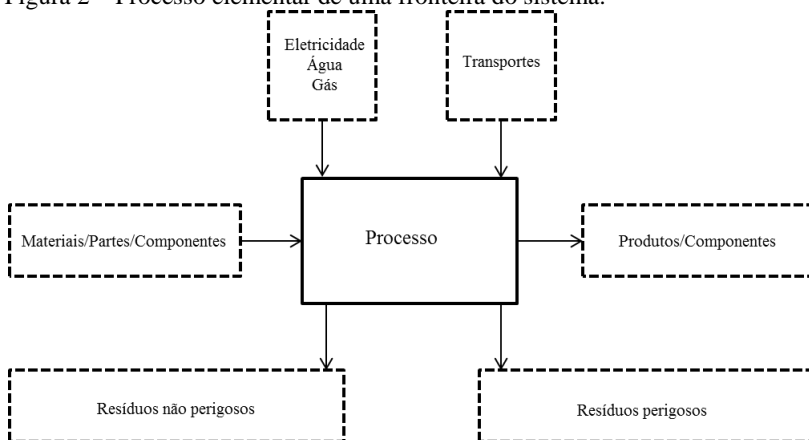 Figura 2 – Processo elementar de uma fronteira do sistema.
Eletricidade
Água
Gás
Transportes
Materiais/Partes/Componentes
Processo
Produtos/Componentes
Resíduos não perigosos
Resíduos perigosos